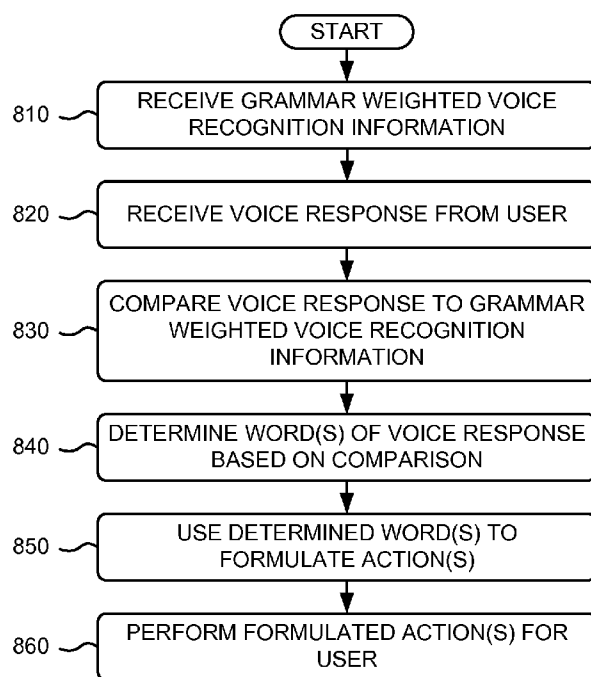 START
810
RECEIVE GRAMMAR WEIGHTED VOICE
RECOGNITION INFORMATION
820
RECEIVE VOICE RESPONSE FROM USER
830
COMPARE VOICE RESPONSE TO GRAMMAR
WEIGHTED VOICE RECOGNITION
INFORMATION
840
DETERMINE WORD(S) OF VOICE RESPONSE
BASED ON COMPARISON
850
USE DETERMINED WORD(S) TO
FORMULATE ACTION(S)
860
PERFORM FORMULATED ACTION(S) FOR
USER